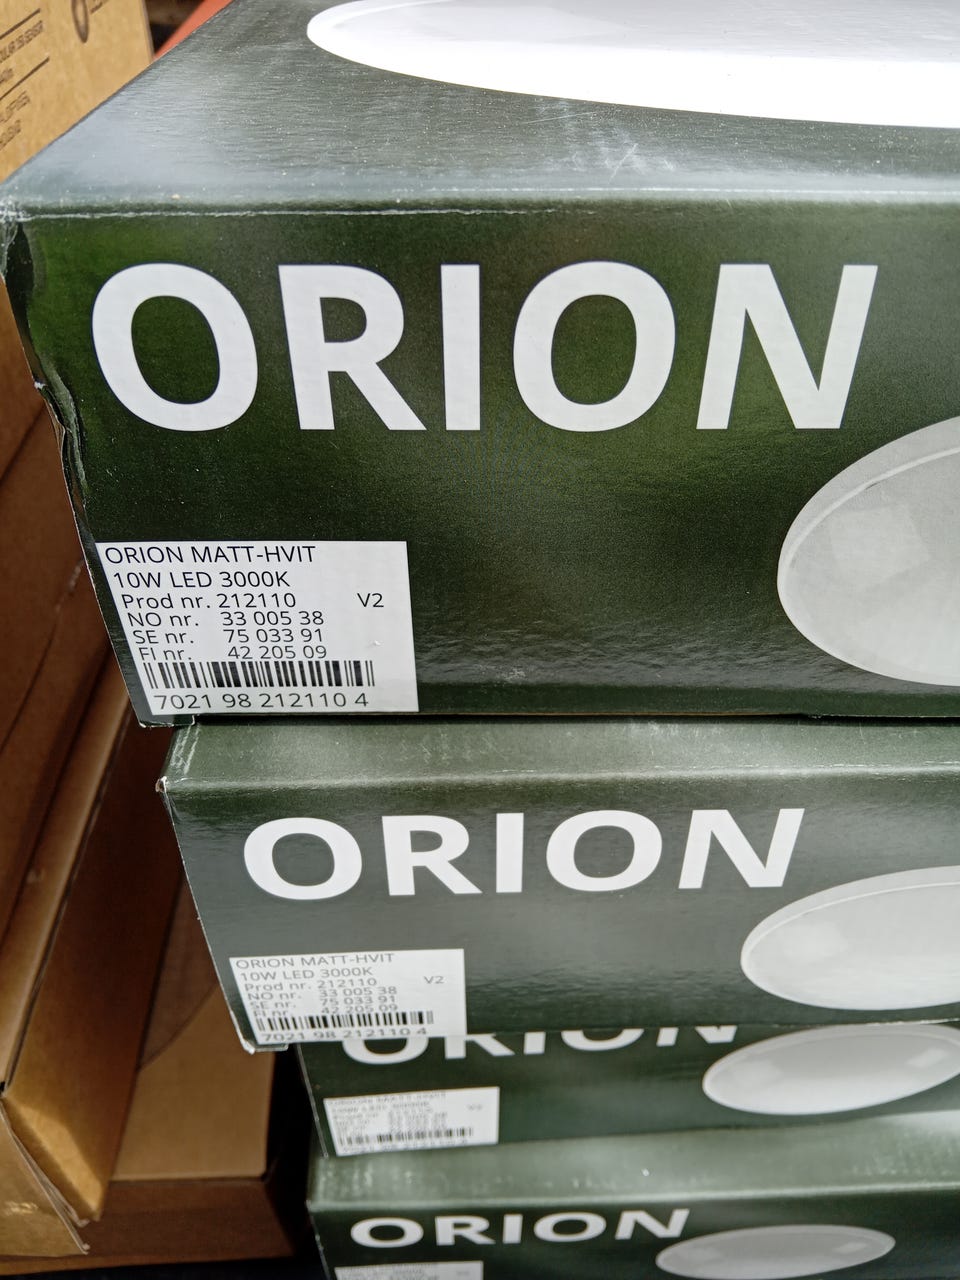 ORION
ORION MATT-HVIT
10W LED 3000K
Prod nr. 212110 V2
NO nr. 33 005 38
SE nr. 75 033 91
FI nr. 42 205 09
7021 98 212110 4
ORION
ORION MATT-HVIT
10W LED 3000K
Prod nr. 212110 V2
NO nr. 33 005 38
SE nr. 75 033 91
FI nr. 42 205 09
7021 98 212110 4
ORION
ORION